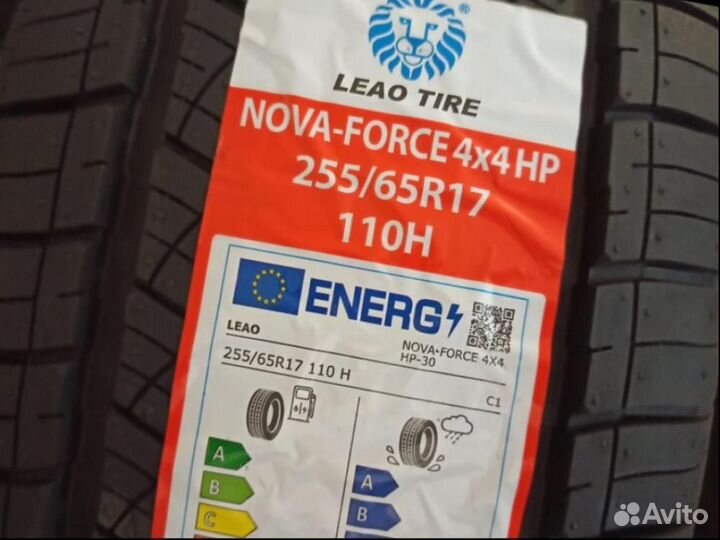 ®
LEAO TIRE
NOVA-FORCE 4x4 HP
255/65R17
110H
ENERG
LEAO
NOVA-FORCE 4X4
HP-30
255/65R17 110 H
C1
A
A
B
B
C
Avito